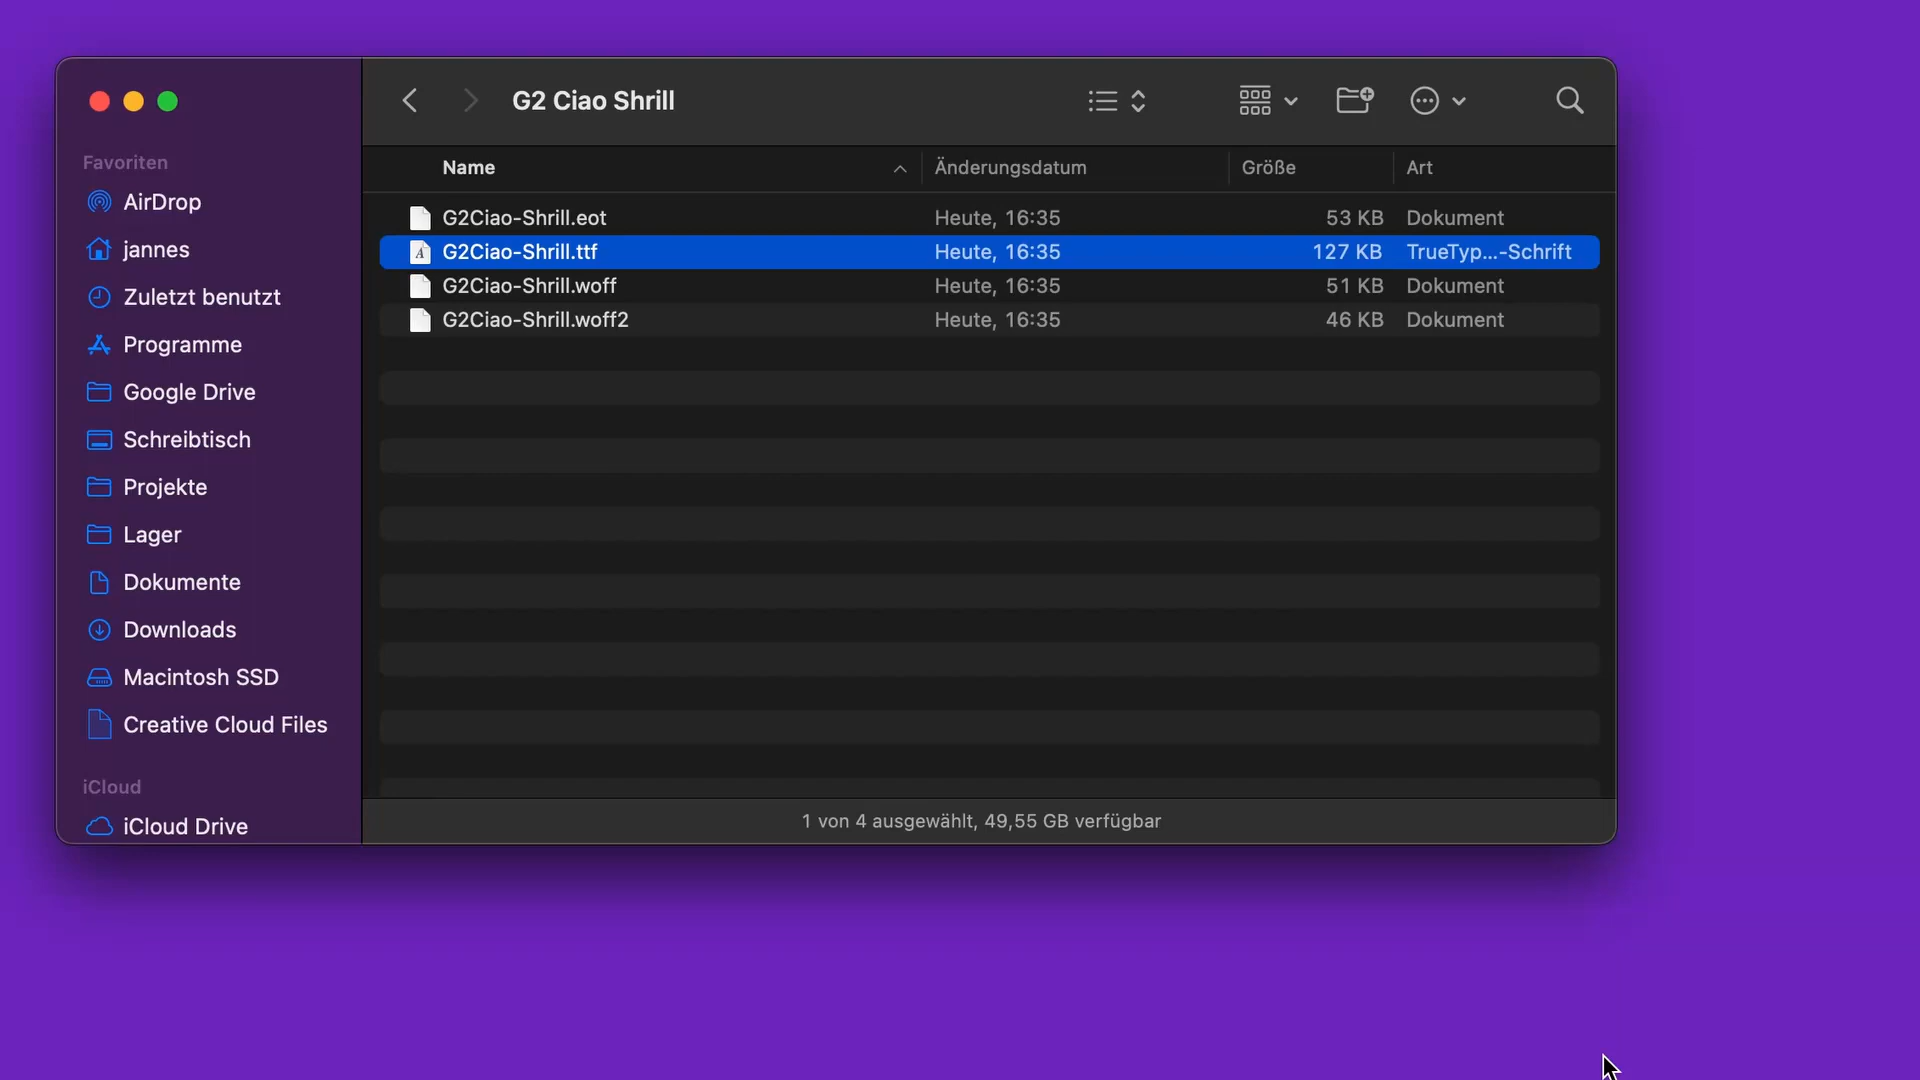 G2 Ciao Shrill
Favoriten
AirDrop
jannes
Zuletzt benutzt
Programme
Google Drive
Schreibtisch
Projekte
Lager
Dokumente
Downloads
Macintosh SSD
Creative Cloud Files
iCloud
iCloud Drive
Name Änderungsdatum Größe Art
G2Ciao-Shrill.eot Heute, 16:35 53 KB Dokument
G2Ciao-Shrill.ttf Heute, 16:35 127 KB TrueTyp...-Schrift
G2Ciao-Shrill.woff Heute, 16:35 51 KB Dokument
G2Ciao-Shrill.woff2 Heute, 16:35 46 KB Dokument
1 von 4 ausgewählt, 49,55 GB verfügbar